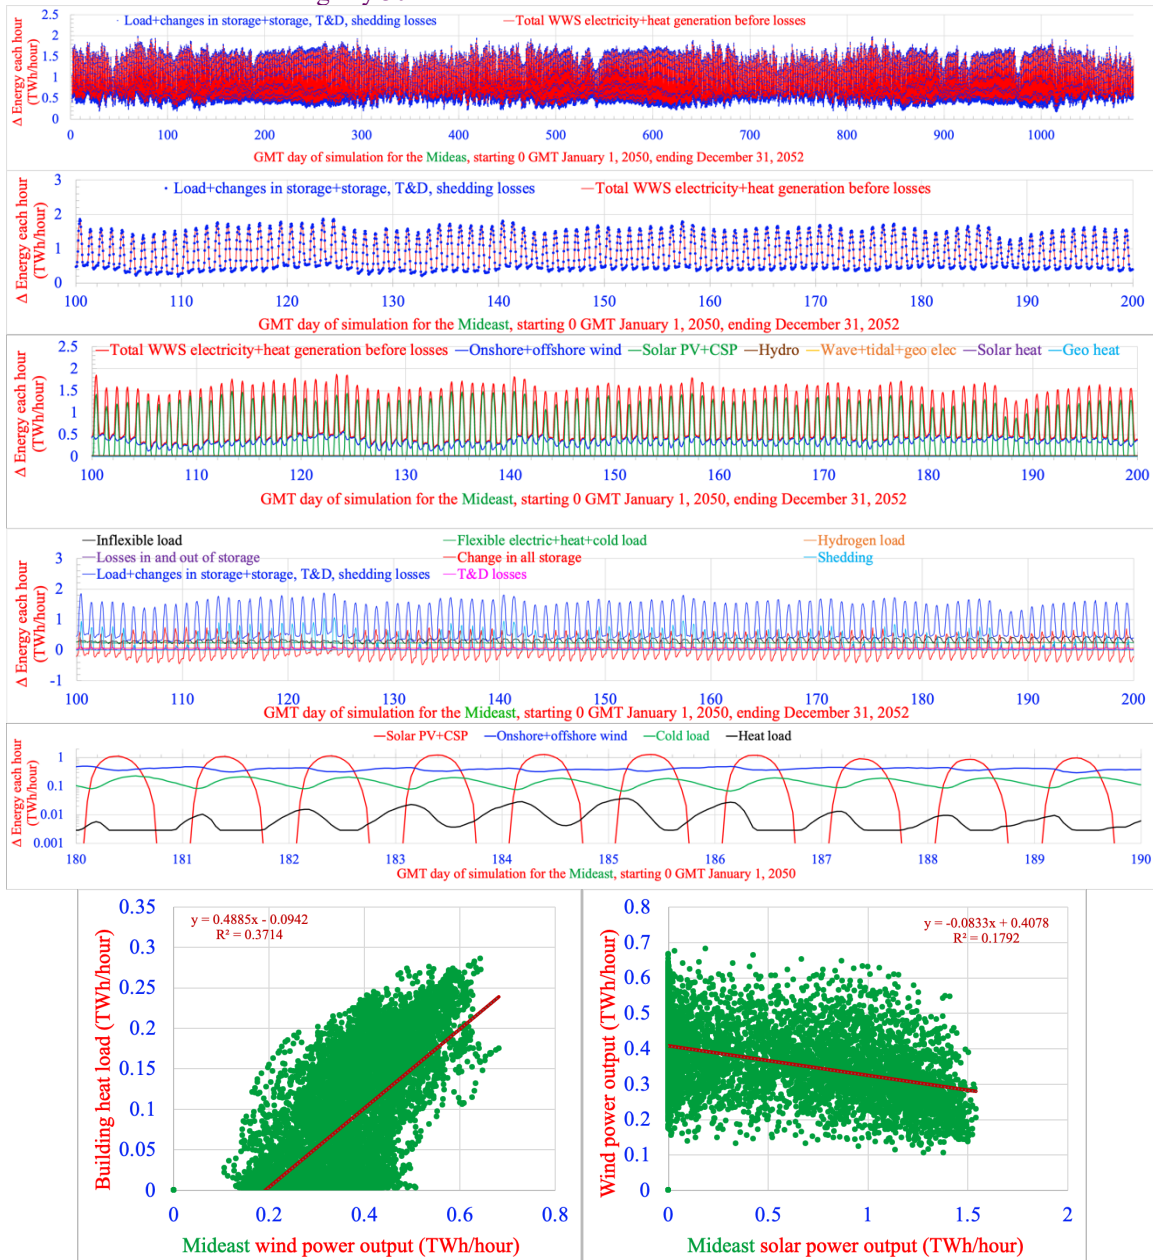 · Load+changes in storage+storage, T&D, shedding losses —Total WWS electricity+heat generation before losses
Δ Energy each hour
(TWh/hour)
2.5
2
1.5
1
0.5
0
0 100 200 300 400 500 600 700 800 900 1000
GMT day of simulation for the Mideas, starting 0 GMT January 1, 2050, ending December 31, 2052
· Load+changes in storage+storage, T&D, shedding losses —Total WWS electricity+heat generation before losses
Δ Energy each hour
(TWh/hour)
3
2
1
0
100 110 120 130 140 150 160 170 180 190 200
GMT day of simulation for the Mideast, starting 0 GMT January 1, 2050, ending December 31, 2052
—Total WWS electricity+heat generation before losses —Onshore+offshore wind —Solar PV+CSP —Hydro —Wave+tidal+geo elec —Solar heat —Geo heat
Δ Energy each hour
(TWh/hour)
2.5
2
1.5
1
0.5
0
100 110 120 130 140 150 160 170 180 190 200
GMT day of simulation for the Mideast, starting 0 GMT January 1, 2050, ending December 31, 2052
—Inflexible load —Flexible electric+heat+cold load —Hydrogen load
—Losses in and out of storage —Change in all storage —Shedding
—Load+changes in storage+storage, T&D, shedding losses —T&D losses
Δ Energy each hour
(TWh/hour)
3
2
1
0
-1
100 110 120 130 140 150 160 170 180 190 200
GMT day of simulation for the Mideast, starting 0 GMT January 1, 2050, ending December 31, 2052
—Solar PV+CSP —Onshore+offshore wind —Cold load —Heat load
Δ Energy each hour
(TWh/hour)
1
0.1
0.01
0.001
180 181 182 183 184 185 186 187 188 189 190
GMT day of simulation for the Mideast, starting 0 GMT January 1, 2050
Building heat load (TWh/hour)
0.35
0.3
0.25
0.2
0.15
0.1
0.05
0
y = 0.4885x - 0.0942
R² = 0.3714
0 0.2 0.4 0.6 0.8
Mideast wind power output (TWh/hour)
Wind power output (TWh/hour)
0.8
0.7
0.6
0.5
0.4
0.3
0.2
0.1
0
y = -0.0833x + 0.4078
R² = 0.1792
0 0.5 1 1.5 2
Mideast solar power output (TWh/hour)